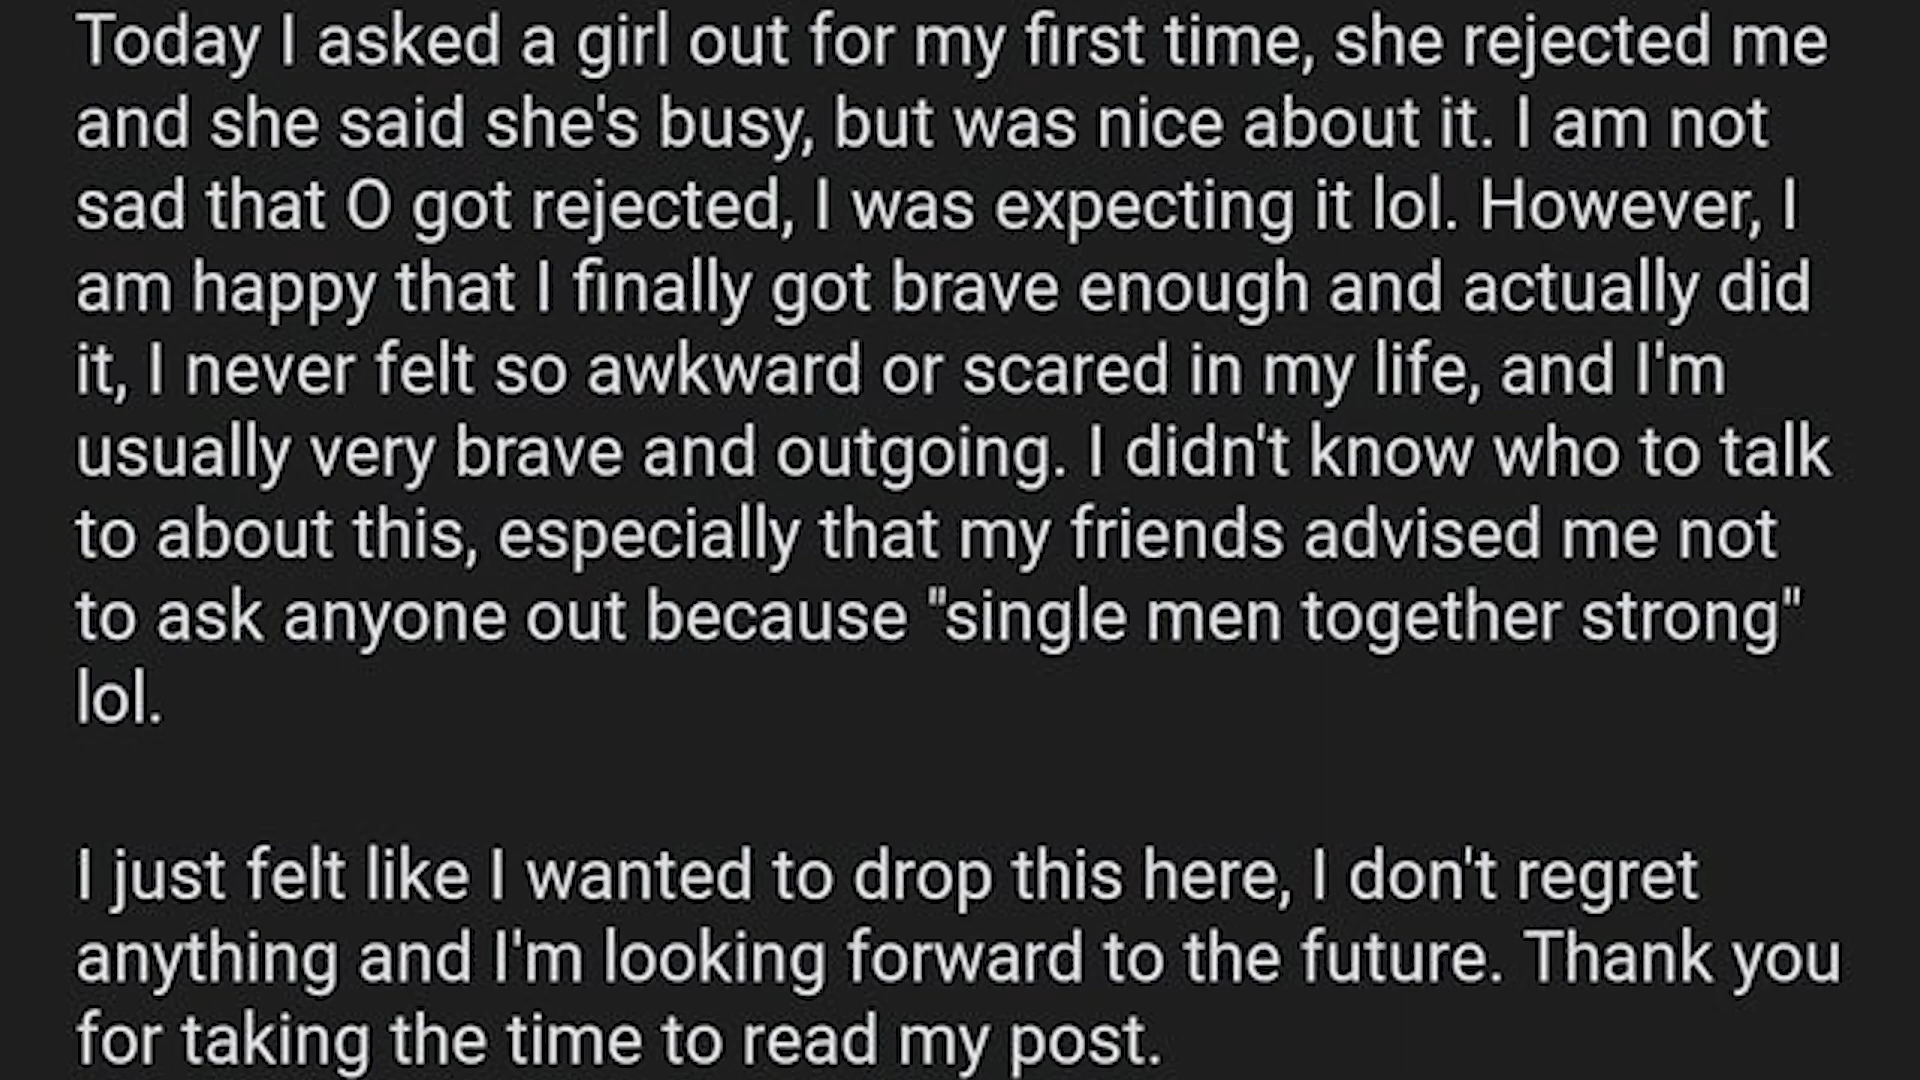 Today I asked a girl out for my first time, she rejected me
and she said she's busy, but was nice about it. I am not
sad that O got rejected, I was expecting it lol. However, I
am happy that I finally got brave enough and actually did
it, I never felt so awkward or scared in my life, and I'm
usually very brave and outgoing. I didn't know who to talk
to about this, especially that my friends advised me not
to ask anyone out because "single men together strong"
lol.
I just felt like I wanted to drop this here, I don't regret
anything and I'm looking forward to the future. Thank you
for taking the time to read my post.